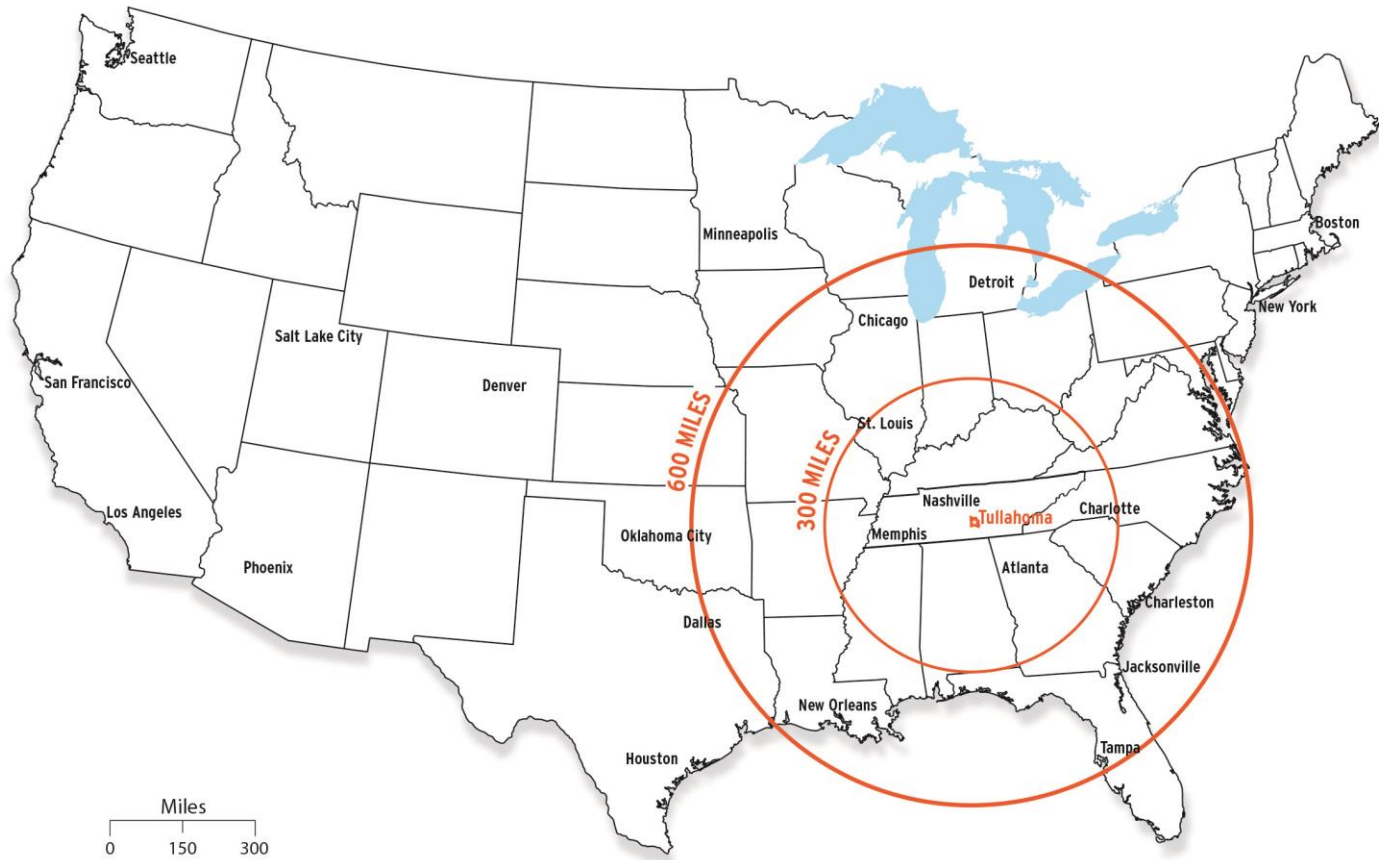 Seattle
Minneapolis
Boston
Detroit
New York
Chicago
Salt Lake City
San Francisco
Denver
St. Louis
600 MILES
300 MILES
Nashville
Charlotte
Los Angeles
Tullahoma
Oklahoma City
Memphis
Phoenix
Atlanta
Charleston
Dallas
Jacksonville
New Orleans
Tampa
Houston
Miles
0 150 300